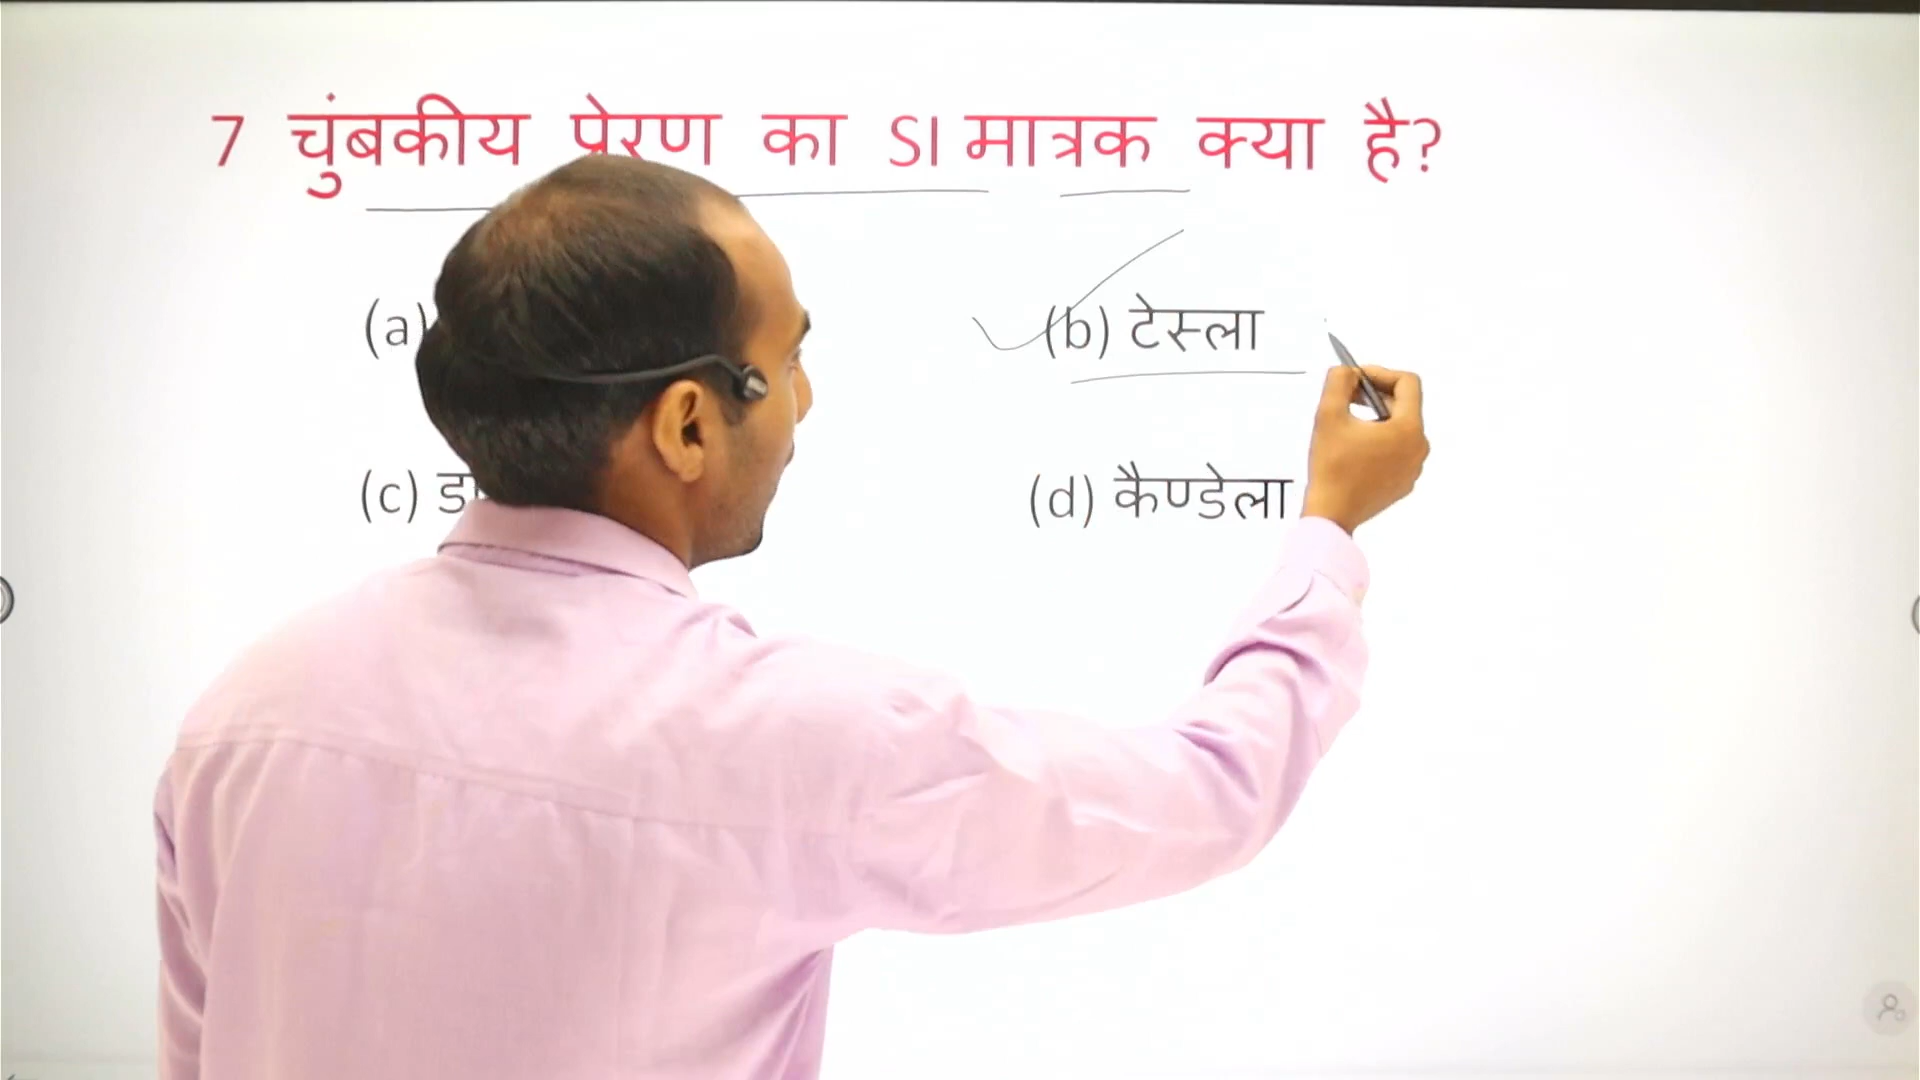 7 चुंबकीय प्रेरण का SI मात्रक क्या है?
(a)
(b) टेस्ला
(c)
(d) कैण्डेला